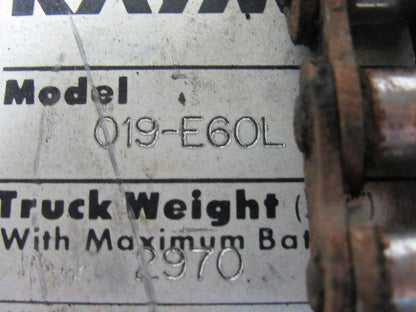 Model
019-E60L
Truck Weight (
With Maximum Bat
2970